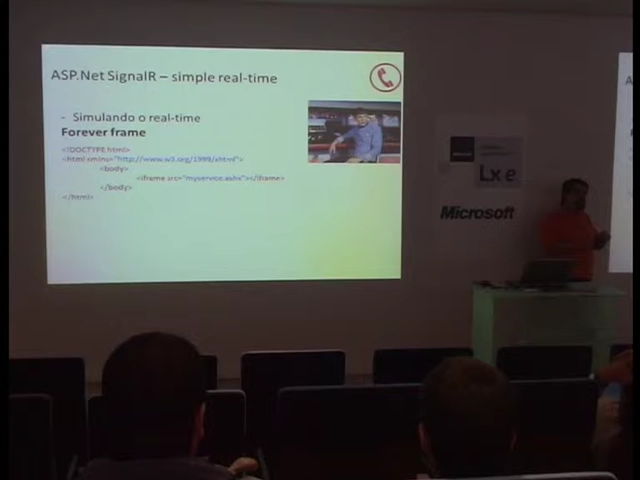 ASP.Net SignalR – simple real-time
- Simulando o real-time
Forever frame
<!DOCTYPE html>
<html xmlns="http://www.w3.org/1999/xhtml">
<body>
<iframe src="myservice.ashx"></iframe>
</body>
</html>
Lxe
Microsoft